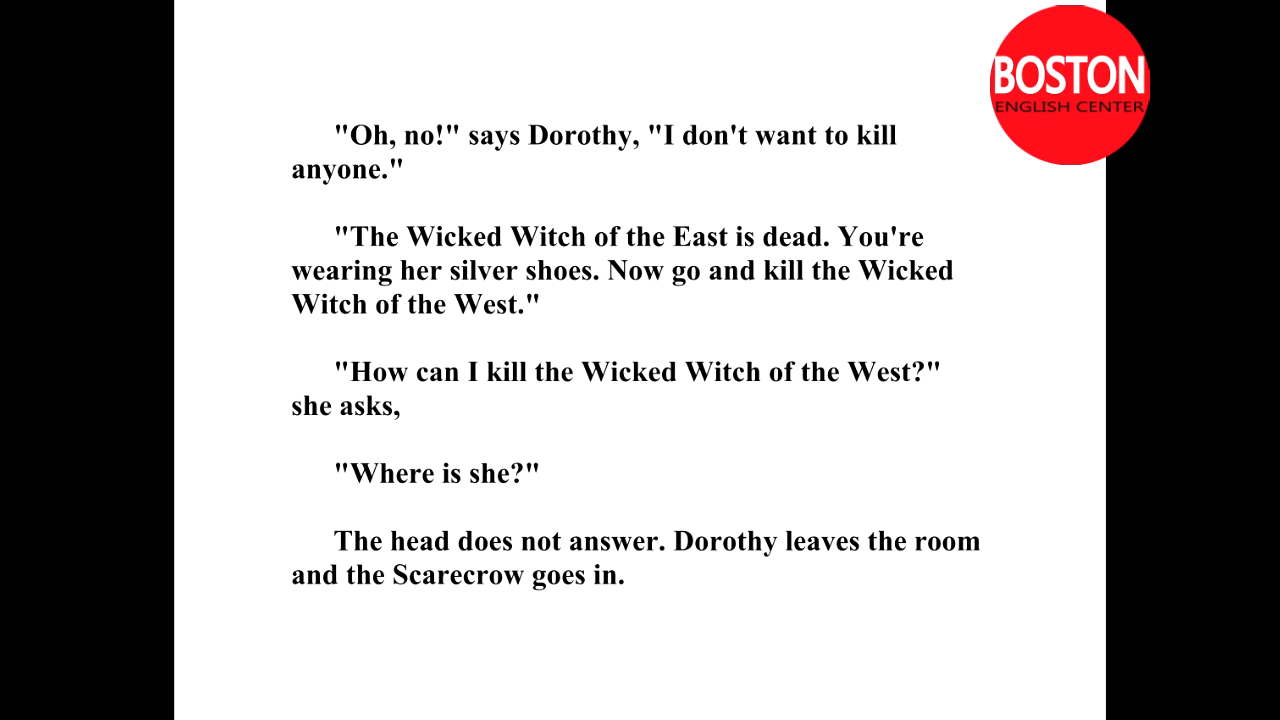 BOSTON
ENGLISH CENTER
"Oh, no!" says Dorothy, "I don't want to kill
anyone."
"The Wicked Witch of the East is dead. You're
wearing her silver shoes. Now go and kill the Wicked
Witch of the West."
"How can I kill the Wicked Witch of the West?"
she asks,
"Where is she?"
The head does not answer. Dorothy leaves the room
and the Scarecrow goes in.